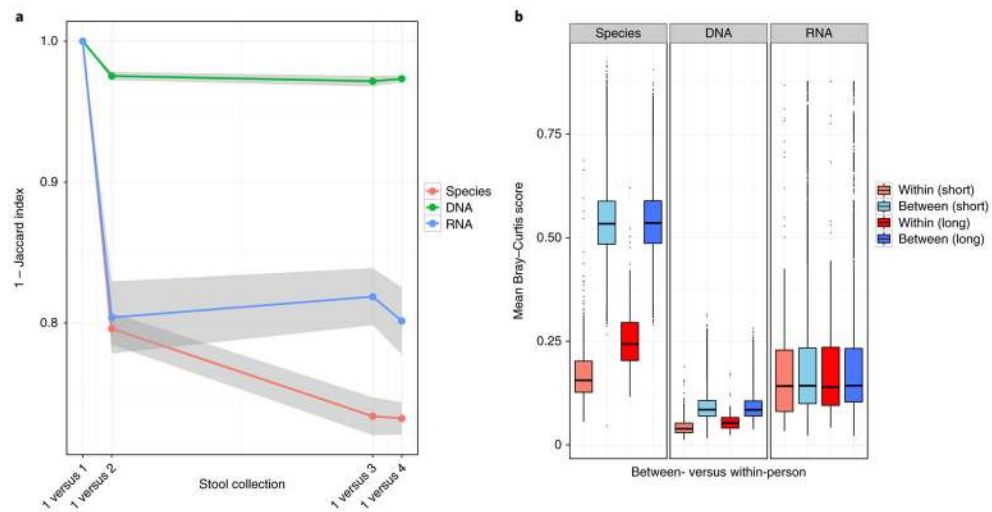 a
1.0
0.9
0.8
1 – Jaccard index
1 versus 1
1 versus 2
1 versus 3
1 versus 4
Stool collection
Species
DNA
RNA
b
Species
DNA
RNA
0.75
0.50
0.25
0
Mean Bray–Curtis score
Between- versus within-person
Within (short)
Between (short)
Within (long)
Between (long)